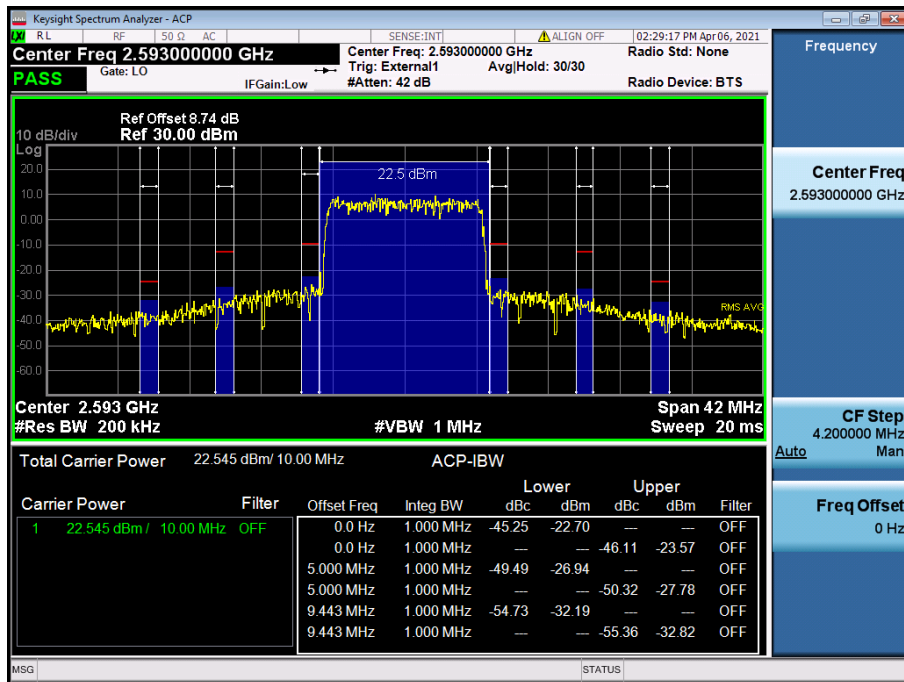 Keysight Spectrum Analyzer - ACP
LXI RL RF 50 Ω AC SENSE:INT ALIGN OFF 02:29:17 PM Apr 06, 2021
Center Freq 2.593000000 GHz
Center Freq: 2.593000000 GHz Radio Std: None
Gate: LO Trig: External1 Avg|Hold: 30/30
PASS IFGain:Low #Atten: 42 dB Radio Device: BTS
Frequency
Ref Offset 8.74 dB
10 dB/div Ref 30.00 dBm
Log
20.0
10.0
0.00
-10.0
-20.0
-30.0
-40.0
-50.0
-60.0
22.5 dBm
RMS AVG
Center 2.593 GHz Span 42 MHz
#Res BW 200 kHz #VBW 1 MHz Sweep 20 ms
Total Carrier Power 22.545 dBm/ 10.00 MHz ACP-IBW
Lower Upper
Carrier Power Filter Offset Freq Integ BW dBc dBm dBc dBm Filter
1 22.545 dBm / 10.00 MHz OFF 0.0 Hz 1.000 MHz -45.25 -22.70 --- --- OFF
0.0 Hz 1.000 MHz --- --- -46.11 -23.57 OFF
5.000 MHz 1.000 MHz -49.49 -26.94 --- --- OFF
5.000 MHz 1.000 MHz --- --- -50.32 -27.78 OFF
9.443 MHz 1.000 MHz -54.73 -32.19 --- --- OFF
9.443 MHz 1.000 MHz --- --- -55.36 -32.82 OFF
Center Freq
2.593000000 GHz
CF Step
4.200000 MHz
Auto Man
Freq Offset
0 Hz
MSG STATUS